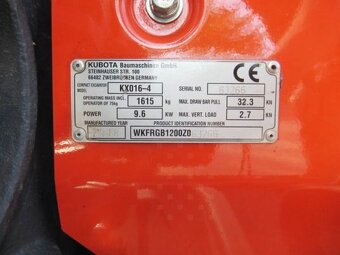 KUBOTA Baumaschinen GmbH
STEINHAUSER STR. 100
66482 ZWEIBRÜCKEN GERMANY
CE
COMPACT EXCAVATOR MODEL KX016-4 SERIAL NO.
OPERATING MASS INCL. OPERATOR OF 75kg 1615 kg MAX. DRAW BAR PULL 32.3 KN
POWER 9.6 KW MAX. VERT. LOAD 2.7 KN
MANUFACTURED YEAR PRODUCT IDENTIFICATION NUMBER
WKFRGB1200Z0